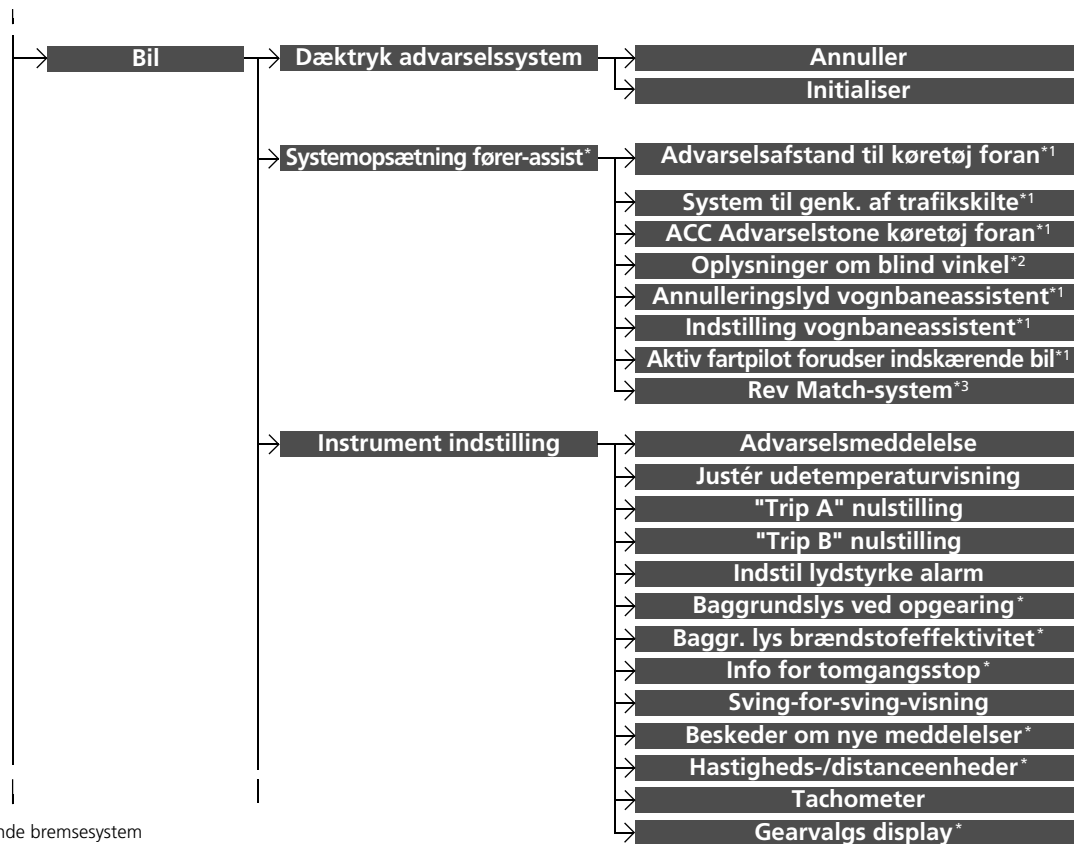 Bil
Dæktryk advarselssystem
Annuller
Initialiser
Systemopsætning fører-assist*
Advarselsafstand til køretøj foran*1
System til genk. af trafikskilte*1
ACC Advarselstone køretøj foran*1
Oplysninger om blind vinkel*2
Annulleringslyd vognbaneassistent*1
Indstilling vognbaneassistent*1
Aktiv fartpilot forudser indskærende bil*1
Rev Match-system*3
Instrument indstilling
Advarselsmeddelelse
Justér udetemperaturvisning
"Trip A" nulstilling
"Trip B" nulstilling
Indstil lydstyrke alarm
Baggrundslys ved opgearing*
Baggr. lys brændstofeffektivitet*
Info for tomgangsstop*
Sving-for-sving-visning
Beskeder om nye meddelelser*
Hastigheds-/distanceenheder*
Tachometer
Gearvalgs display*
nde bremsesystem